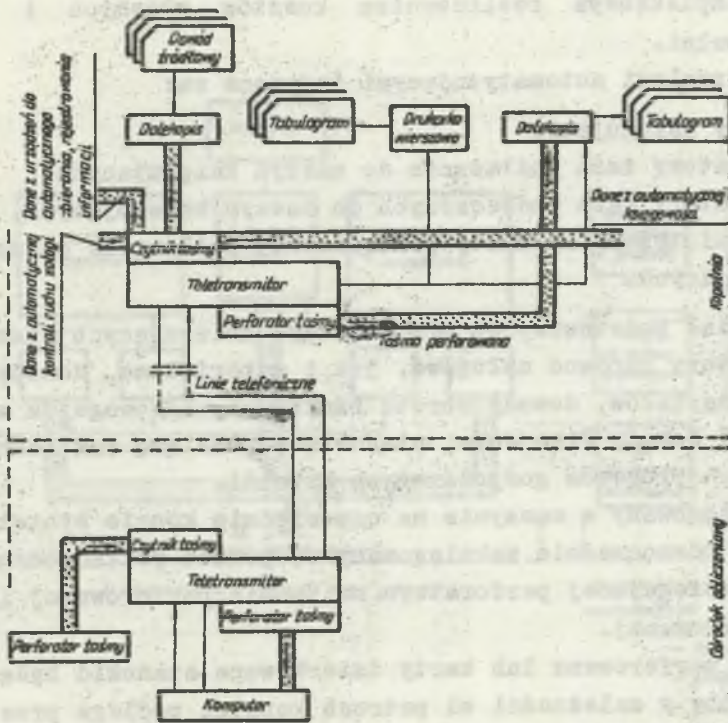 Dowód
źródłowy
Dalekopis
Tabulogram
Drukarka
wierszowa
Dalekopis
Tabulogram
Dane z urządzeń do
automatycznego
zbierania, rejestrowania
informacji
Dane z automatycznej
księgowości
Czytnik taśmy
Teletransmitor
Perforator taśmy
Taśma perforowana
Dane z automatycznej
kontroli ruchu załogi
Kopalnia
Linie telefoniczne
Czytnik taśmy
Teletransmitor
Perforator taśmy
Perforator taśmy
Komputer
Ośrodek obliczeniowy